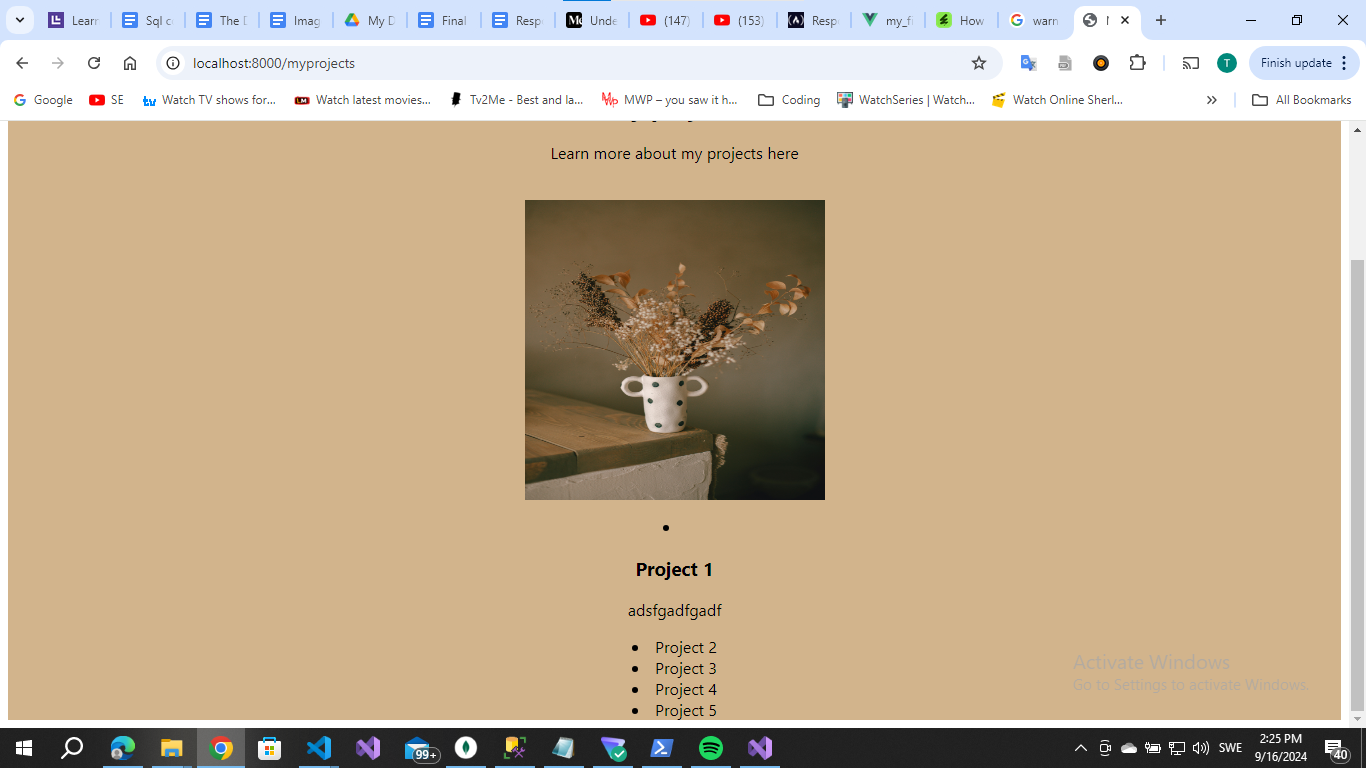 Learn
Sql c
The D
Imag
My D
Final
Resp
Unde
(147)
(153)
Resp
my_fi
How
warn
localhost:8000/myprojects
T
Finish update
Google
SE
Watch TV shows for...
Watch latest movies...
Tv2Me - Best and la...
MWP – you saw it h...
Coding
WatchSeries | Watch...
Watch Online Sherl...
All Bookmarks
Learn more about my projects here
Project 1
adsfgadfgadf
Project 2
Project 3
Project 4
Project 5
Activate Windows
Go to Settings to activate Windows.
99+
SWE
2:25 PM
9/16/2024
40